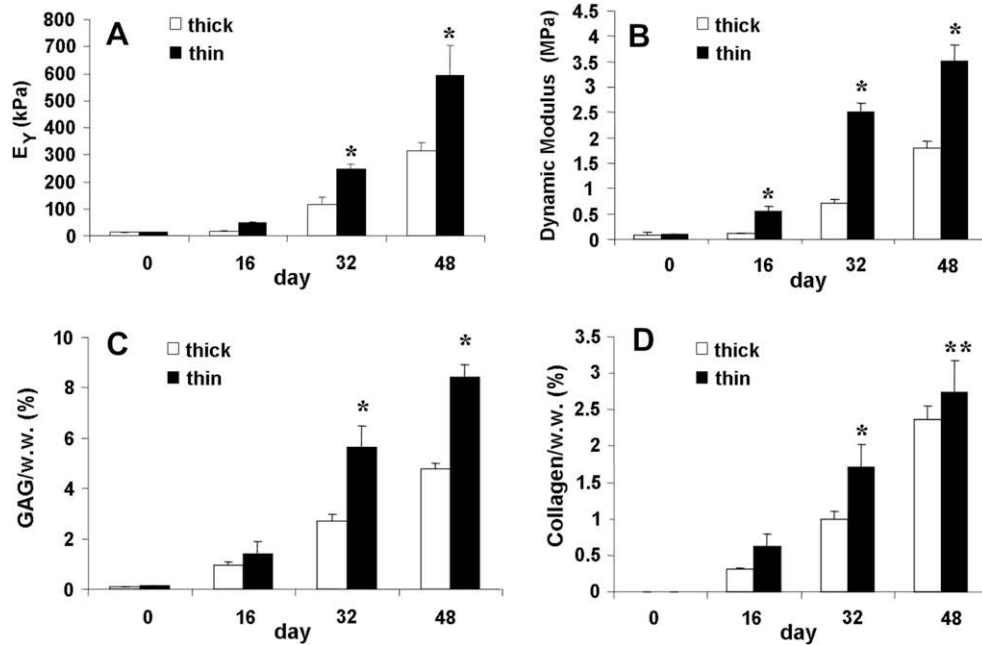 A
thick
thin
E_Y (kPa)
800
700
600
500
400
300
200
100
0
*
*
0 16 32 48
day
B
thick
thin
Dynamic Modulus (MPa)
4.5
4
3.5
3
2.5
2
1.5
1
0.5
0
*
*
*
0 16 32 48
day
C
thick
thin
GAG/w.w. (%)
10
8
6
4
2
0
*
*
0 16 32 48
day
D
thick
thin
Collagen/w.w. (%)
3.5
3
2.5
2
1.5
1
0.5
0
*
**
0 16 32 48
day